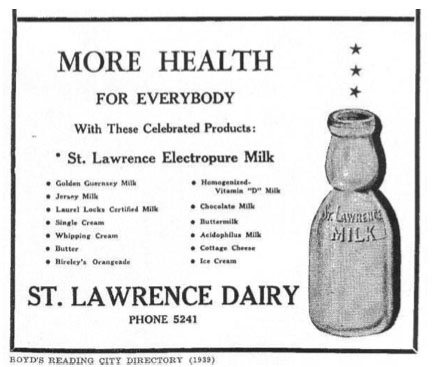 MORE HEALTH
FOR EVERYBODY
With These Celebrated Products:
• St. Lawrence Electropure Milk
• Golden Guernsey Milk
• Jersey Milk
• Laurel Locks Certified Milk
• Single Cream
• Whipping Cream
• Butter
• Bireley's Orangeade
• Homogenized-
Vitamin "D" Milk
• Chocolate Milk
• Buttermilk
• Acidophilus Milk
• Cottage Cheese
• Ice Cream
ST. LAWRENCE
MILK
ST. LAWRENCE DAIRY
PHONE 5241
BOYD'S READING CITY DIRECTORY (1939)